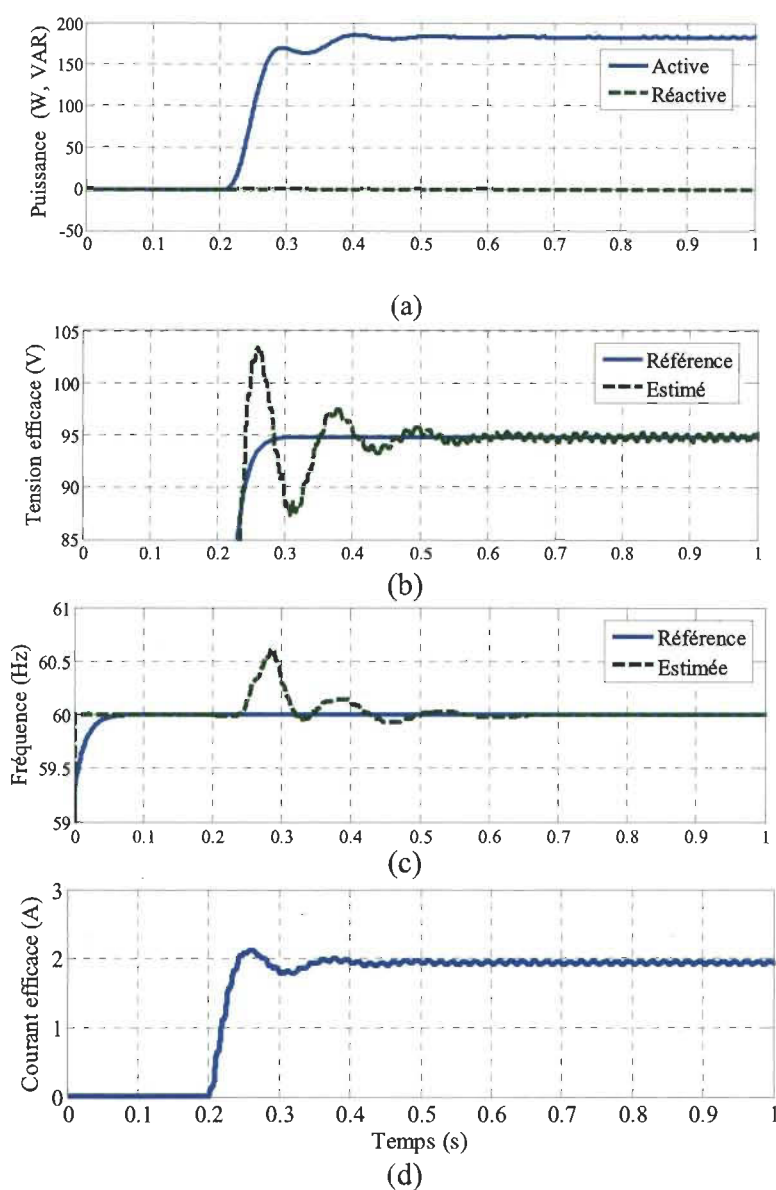 Puissance (W, VAR)
200
150
100
50
0
-50
Active
Réactive
0 0.1 0.2 0.3 0.4 0.5 0.6 0.7 0.8 0.9 1
(a)
Tension efficace (V)
105
100
95
90
85
Référence
Estimé
0 0.1 0.2 0.3 0.4 0.5 0.6 0.7 0.8 0.9 1
(b)
Fréquence (Hz)
61
60.5
60
59.5
59
Référence
Estimée
0 0.1 0.2 0.3 0.4 0.5 0.6 0.7 0.8 0.9 1
(c)
Courant efficace (A)
3
2
1
0
0 0.1 0.2 0.3 0.4 0.5 0.6 0.7 0.8 0.9 1
Temps (s)
(d)